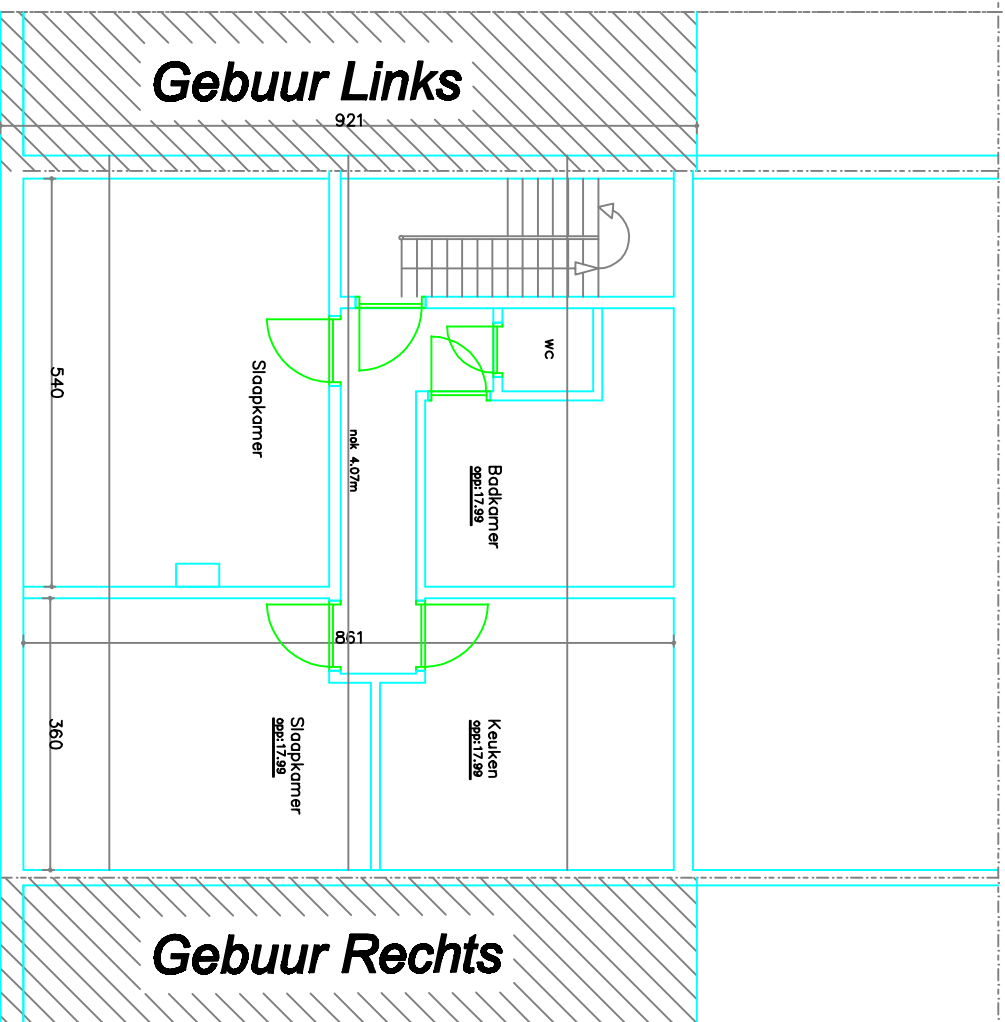 Gebuur Links
921
540
Slaapkamer
wc
nok 4.07m
Badkamer
opp:17.99
861
360
Slaapkamer
opp:17.99
Keuken
opp:17.99
Gebuur Rechts